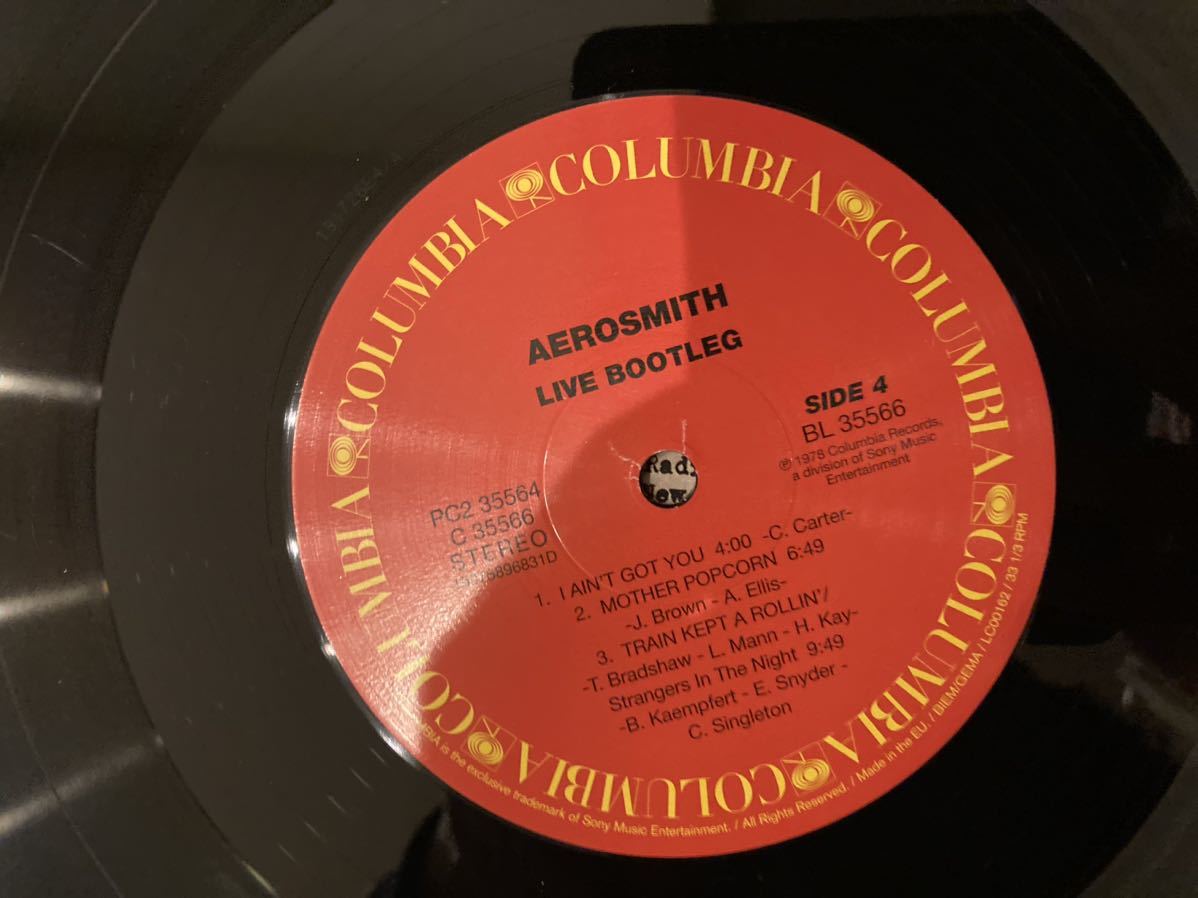 COLUMBIA COLUMBIA COLUMBIA COLUMBIA COLUMBIA COLUMBIA
AEROSMITH
LIVE BOOTLEG
SIDE 4
BL 35566
℗ 1978 Columbia Records,
a division of Sony Music
Entertainment
PC2 35564
C 35566
STEREO
Rad
New
1. I AIN'T GOT YOU 4:00 -C. Carter-
2. MOTHER POPCORN 6:49
-J. Brown - A. Ellis-
3. TRAIN KEPT A ROLLIN'/
-T. Bradshaw - L. Mann - H. Kay-
Strangers In The Night 9:49
-B. Kaempfert - E. Snyder -
C. Singleton
is the exclusive trademark of Sony Music Entertainment. / All Rights Reserved. / Made in the EU. / BIEM/GEMA / LC00162 / 33 1/3 RPM